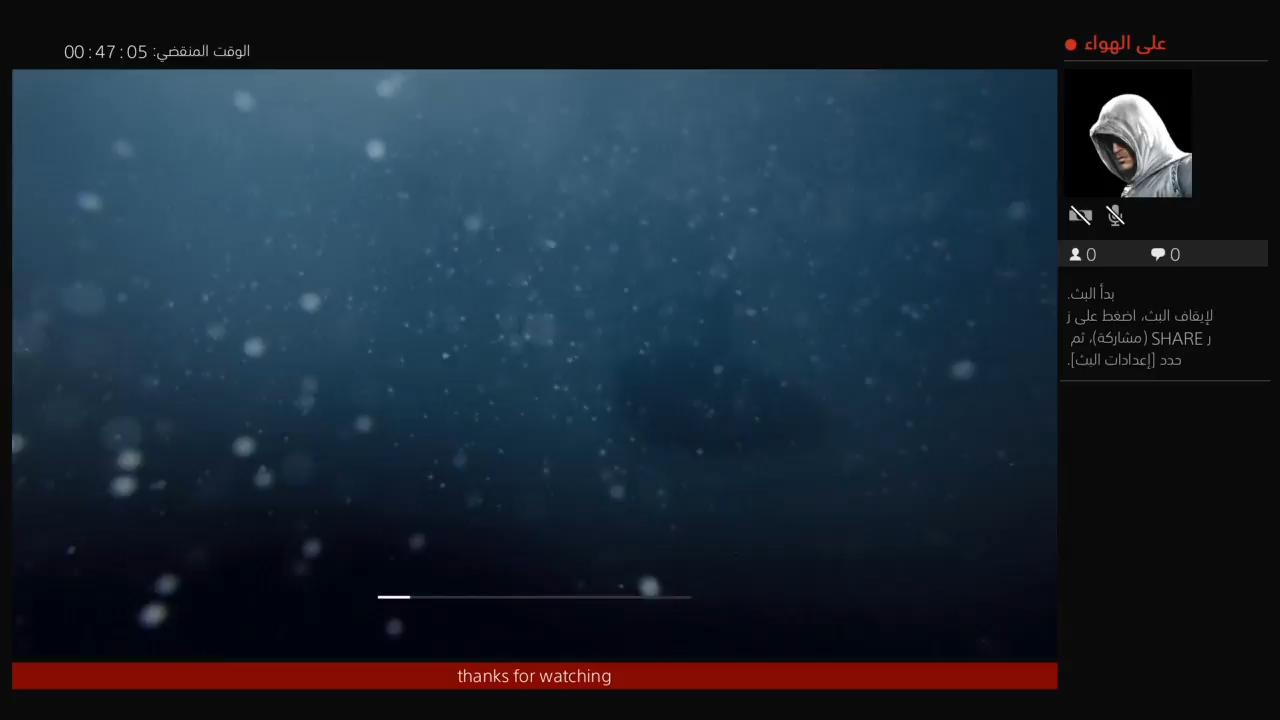 الوقت المنقضي: 00:47:05
على الهواء
0 0
بدأ البث.
لإيقاف البث، اضغط على ز
ر SHARE (مشاركة)، ثم
حدد [إعدادات البث].
thanks for watching